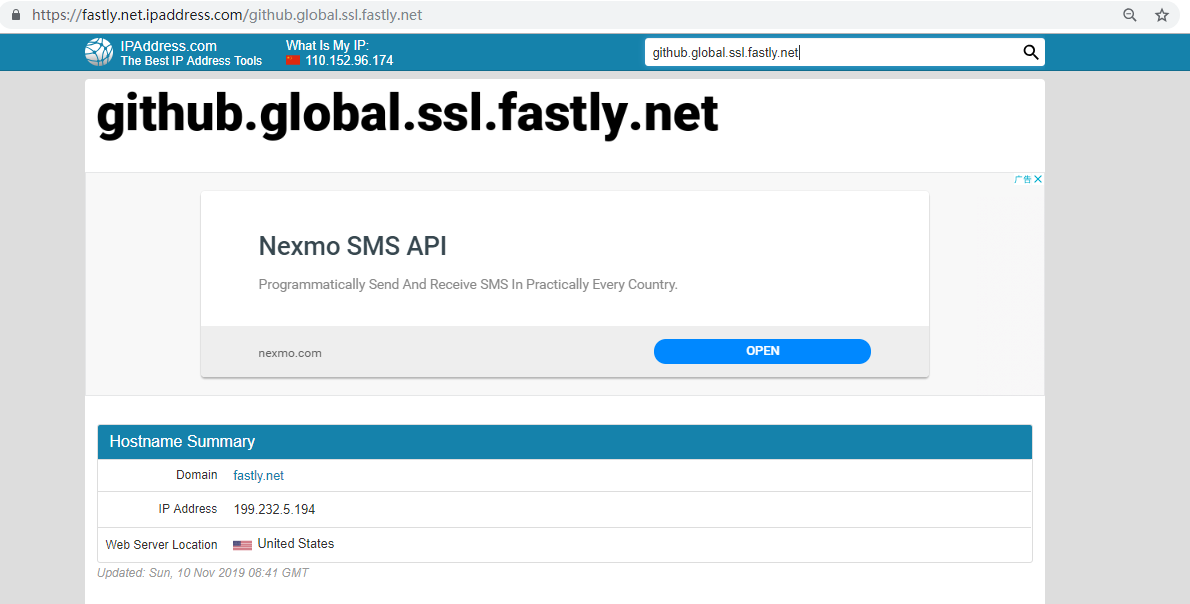 https://fastly.net.ipaddress.com/github.global.ssl.fastly.net
IPAddress.com
The Best IP Address Tools
What Is My IP:
110.152.96.174
github.global.ssl.fastly.net
github.global.ssl.fastly.net
广告
Nexmo SMS API
Programmatically Send And Receive SMS In Practically Every Country.
nexmo.com
OPEN
Hostname Summary
Domain fastly.net
IP Address 199.232.5.194
Web Server Location United States
Updated: Sun, 10 Nov 2019 08:41 GMT